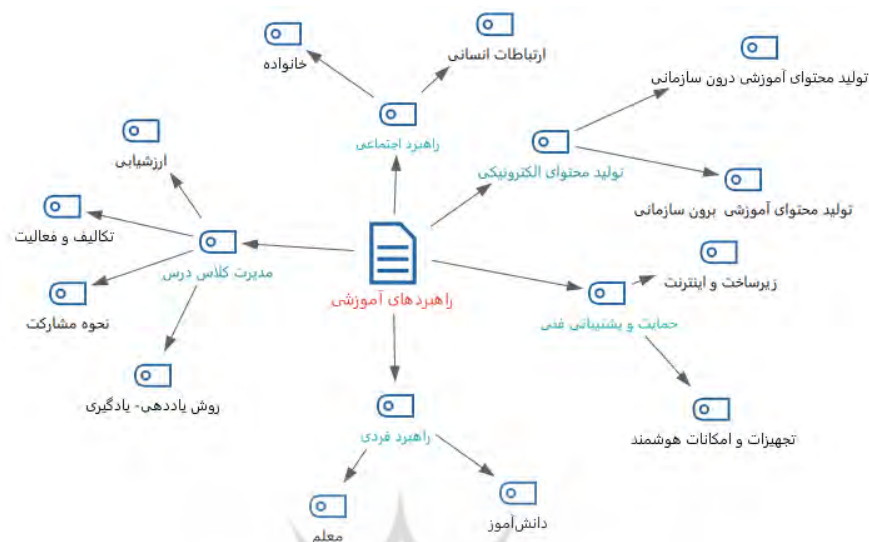 ارتباطات انسانی
خانواده
راهبرد اجتماعی
تولید محتوای آموزشی درون سازمانی
تولید محتوای الکترونیکی
تولید محتوای آموزشی برون سازمانی
ارزشیابی
تکالیف و فعالیت
مدیرت کلاس درس
نحوه مشارکت
روش یاددهی- یادگیری
راهبردهای آموزشی
زیرساخت و اینترنت
حمایت و پشتیبانی فنی
تجهیزات و امکانات هوشمند
راهبرد فردی
دانش‌آموز
معلم